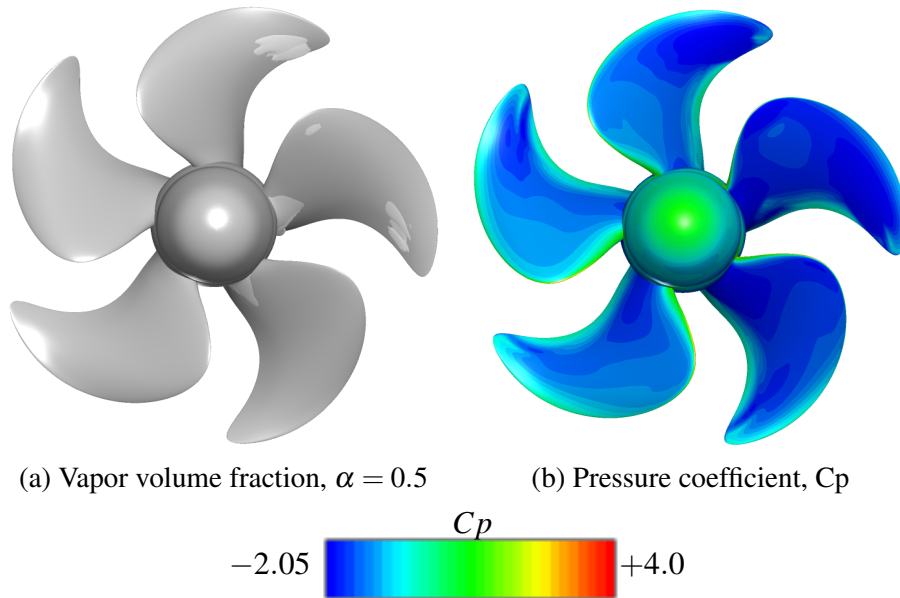 (a) Vapor volume fraction, α = 0.5
(b) Pressure coefficient, Cp
Cp
−2.05
+4.0